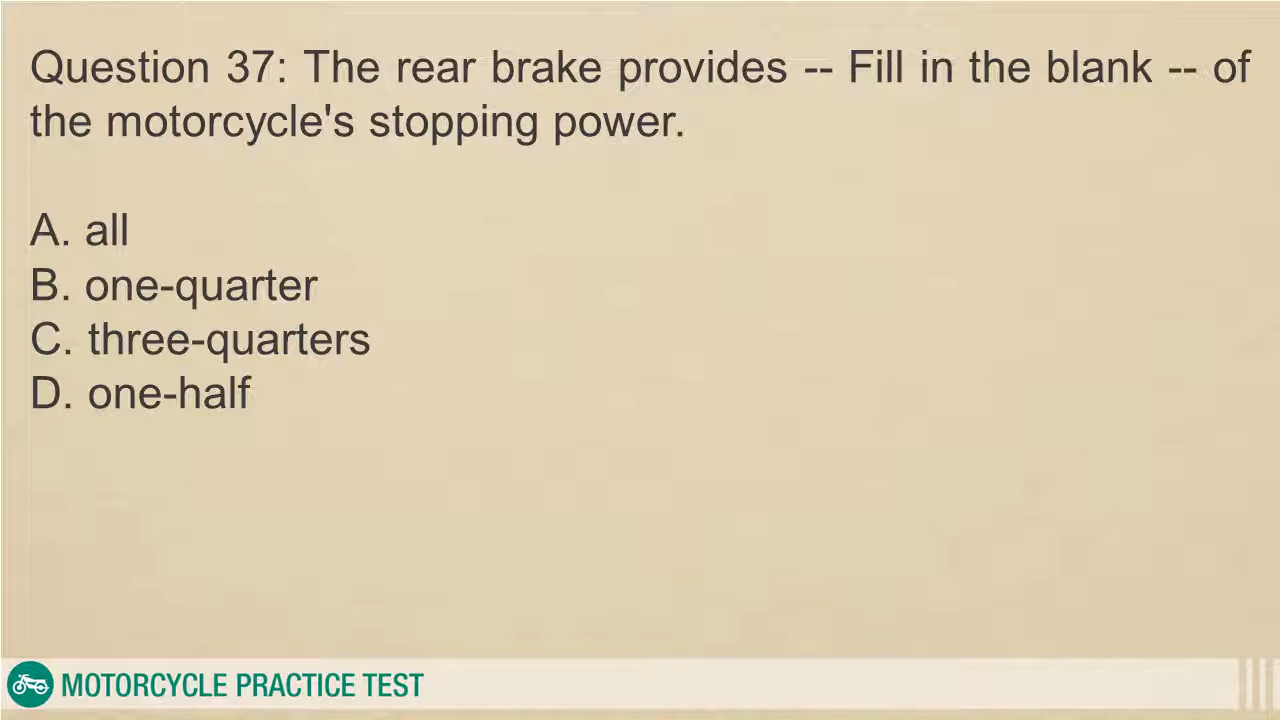 Question 37: The rear brake provides -- Fill in the blank -- of
the motorcycle's stopping power.
A. all
B. one-quarter
C. three-quarters
D. one-half
MOTORCYCLE PRACTICE TEST